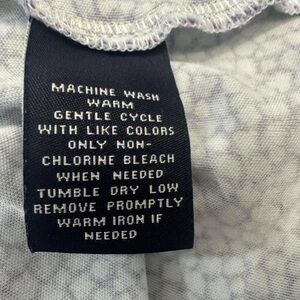 MACHINE WASH
WARM
GENTLE CYCLE
WITH LIKE COLORS
ONLY NON-
CHLORINE BLEACH
WHEN NEEDED
TUMBLE DRY LOW
REMOVE PROMPTLY
WARM IRON IF
NEEDED